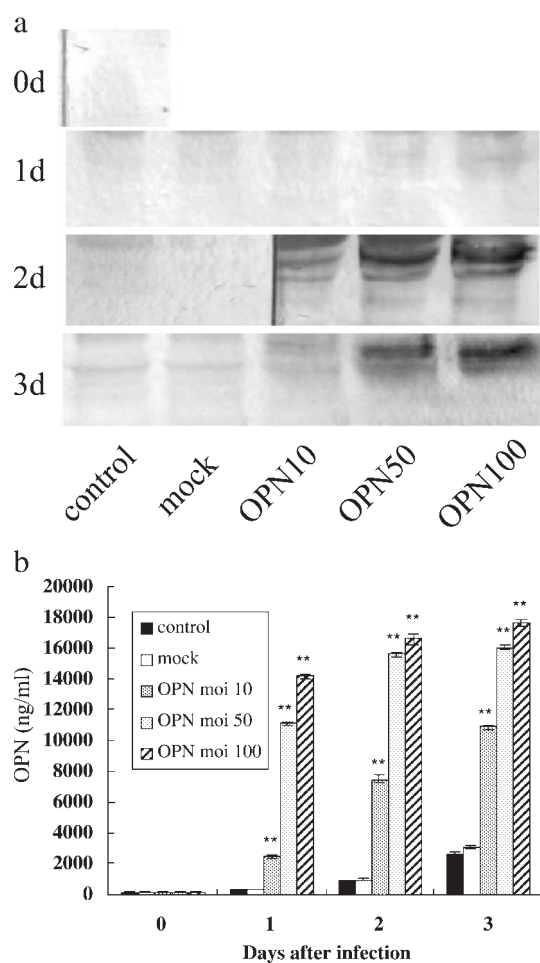 a
0d
1d
2d
3d
control
mock
OPN10
OPN50
OPN100
b
OPN (ng/ml)
20000
18000
16000
14000
12000
10000
8000
6000
4000
2000
0
control
mock
OPN moi 10
OPN moi 50
OPN moi 100
** ** **
** ** **
** ** **
0 1 2 3
Days after infection